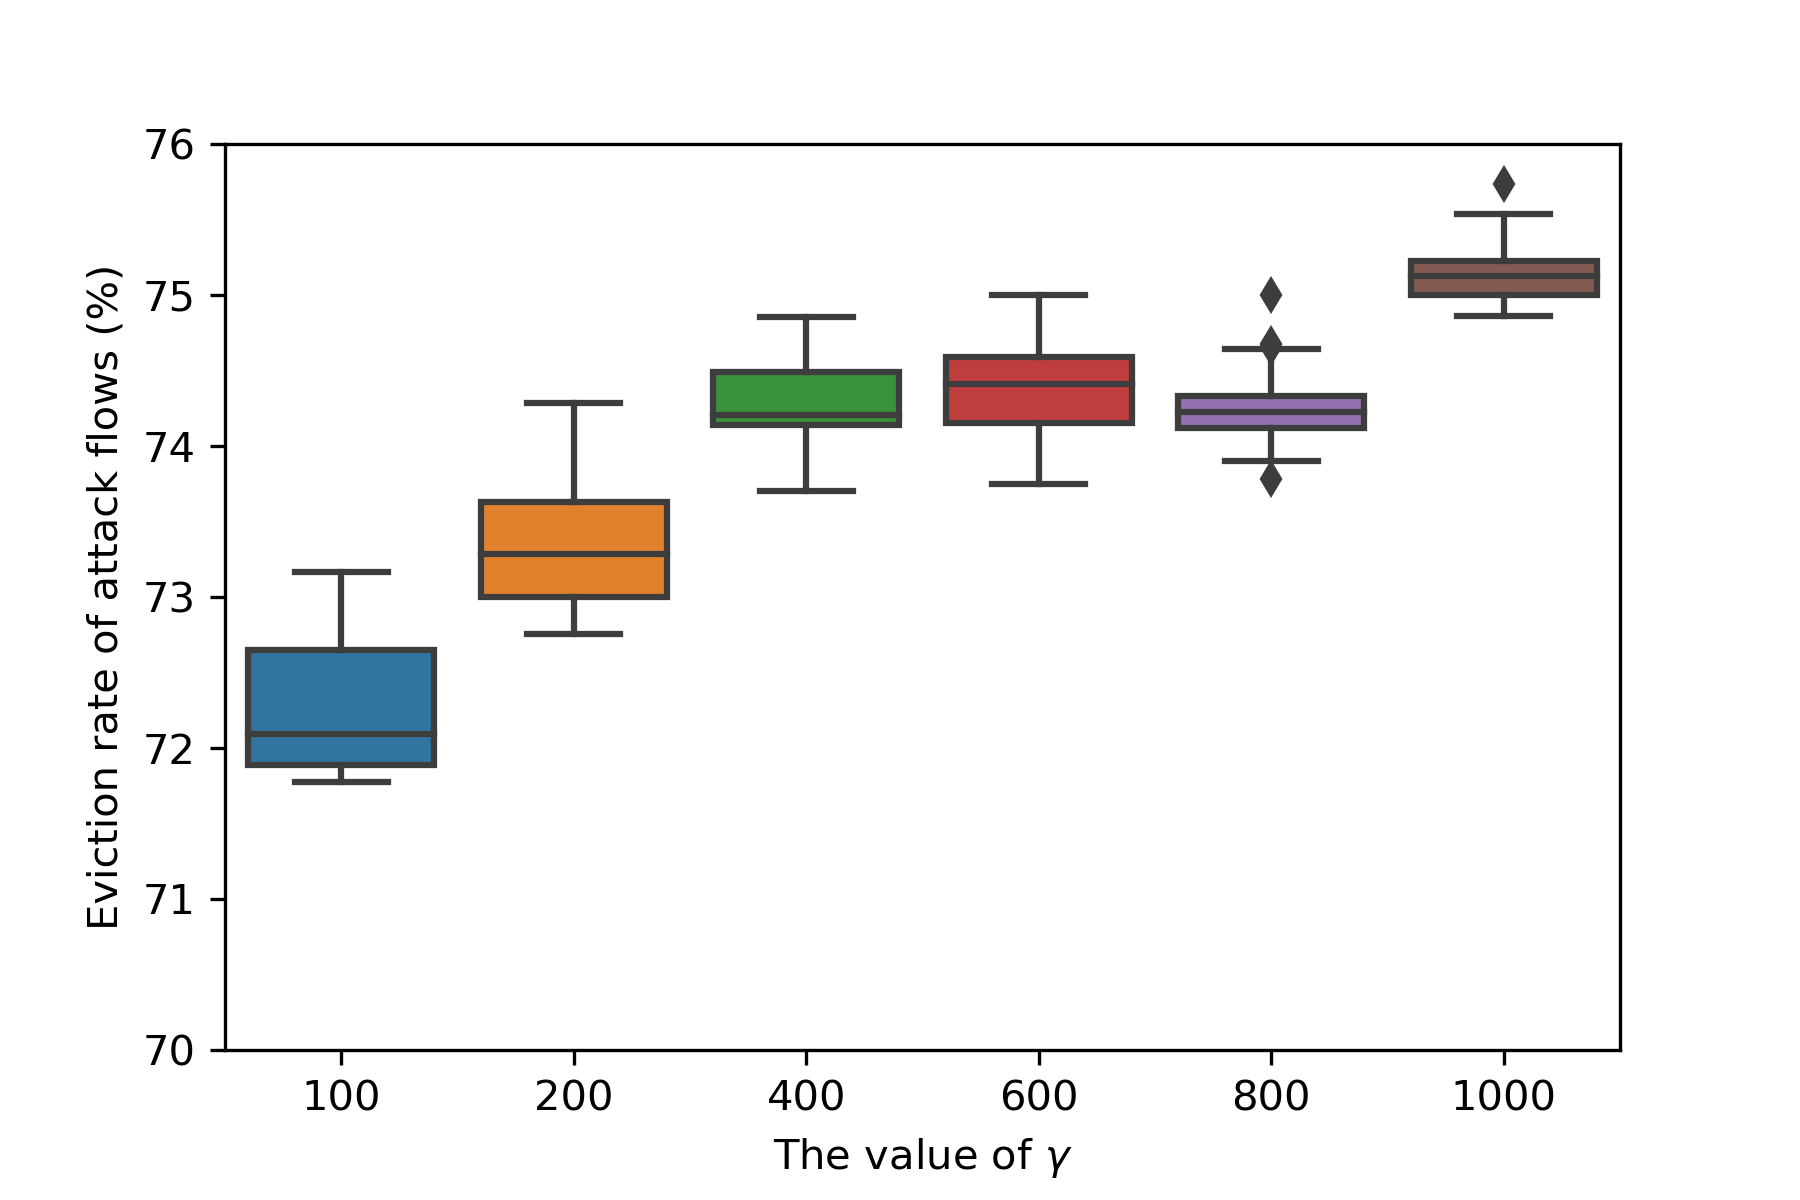 Eviction rate of attack flows (%)
76
75
74
73
72
71
70
100 200 400 600 800 1000
The value of γ